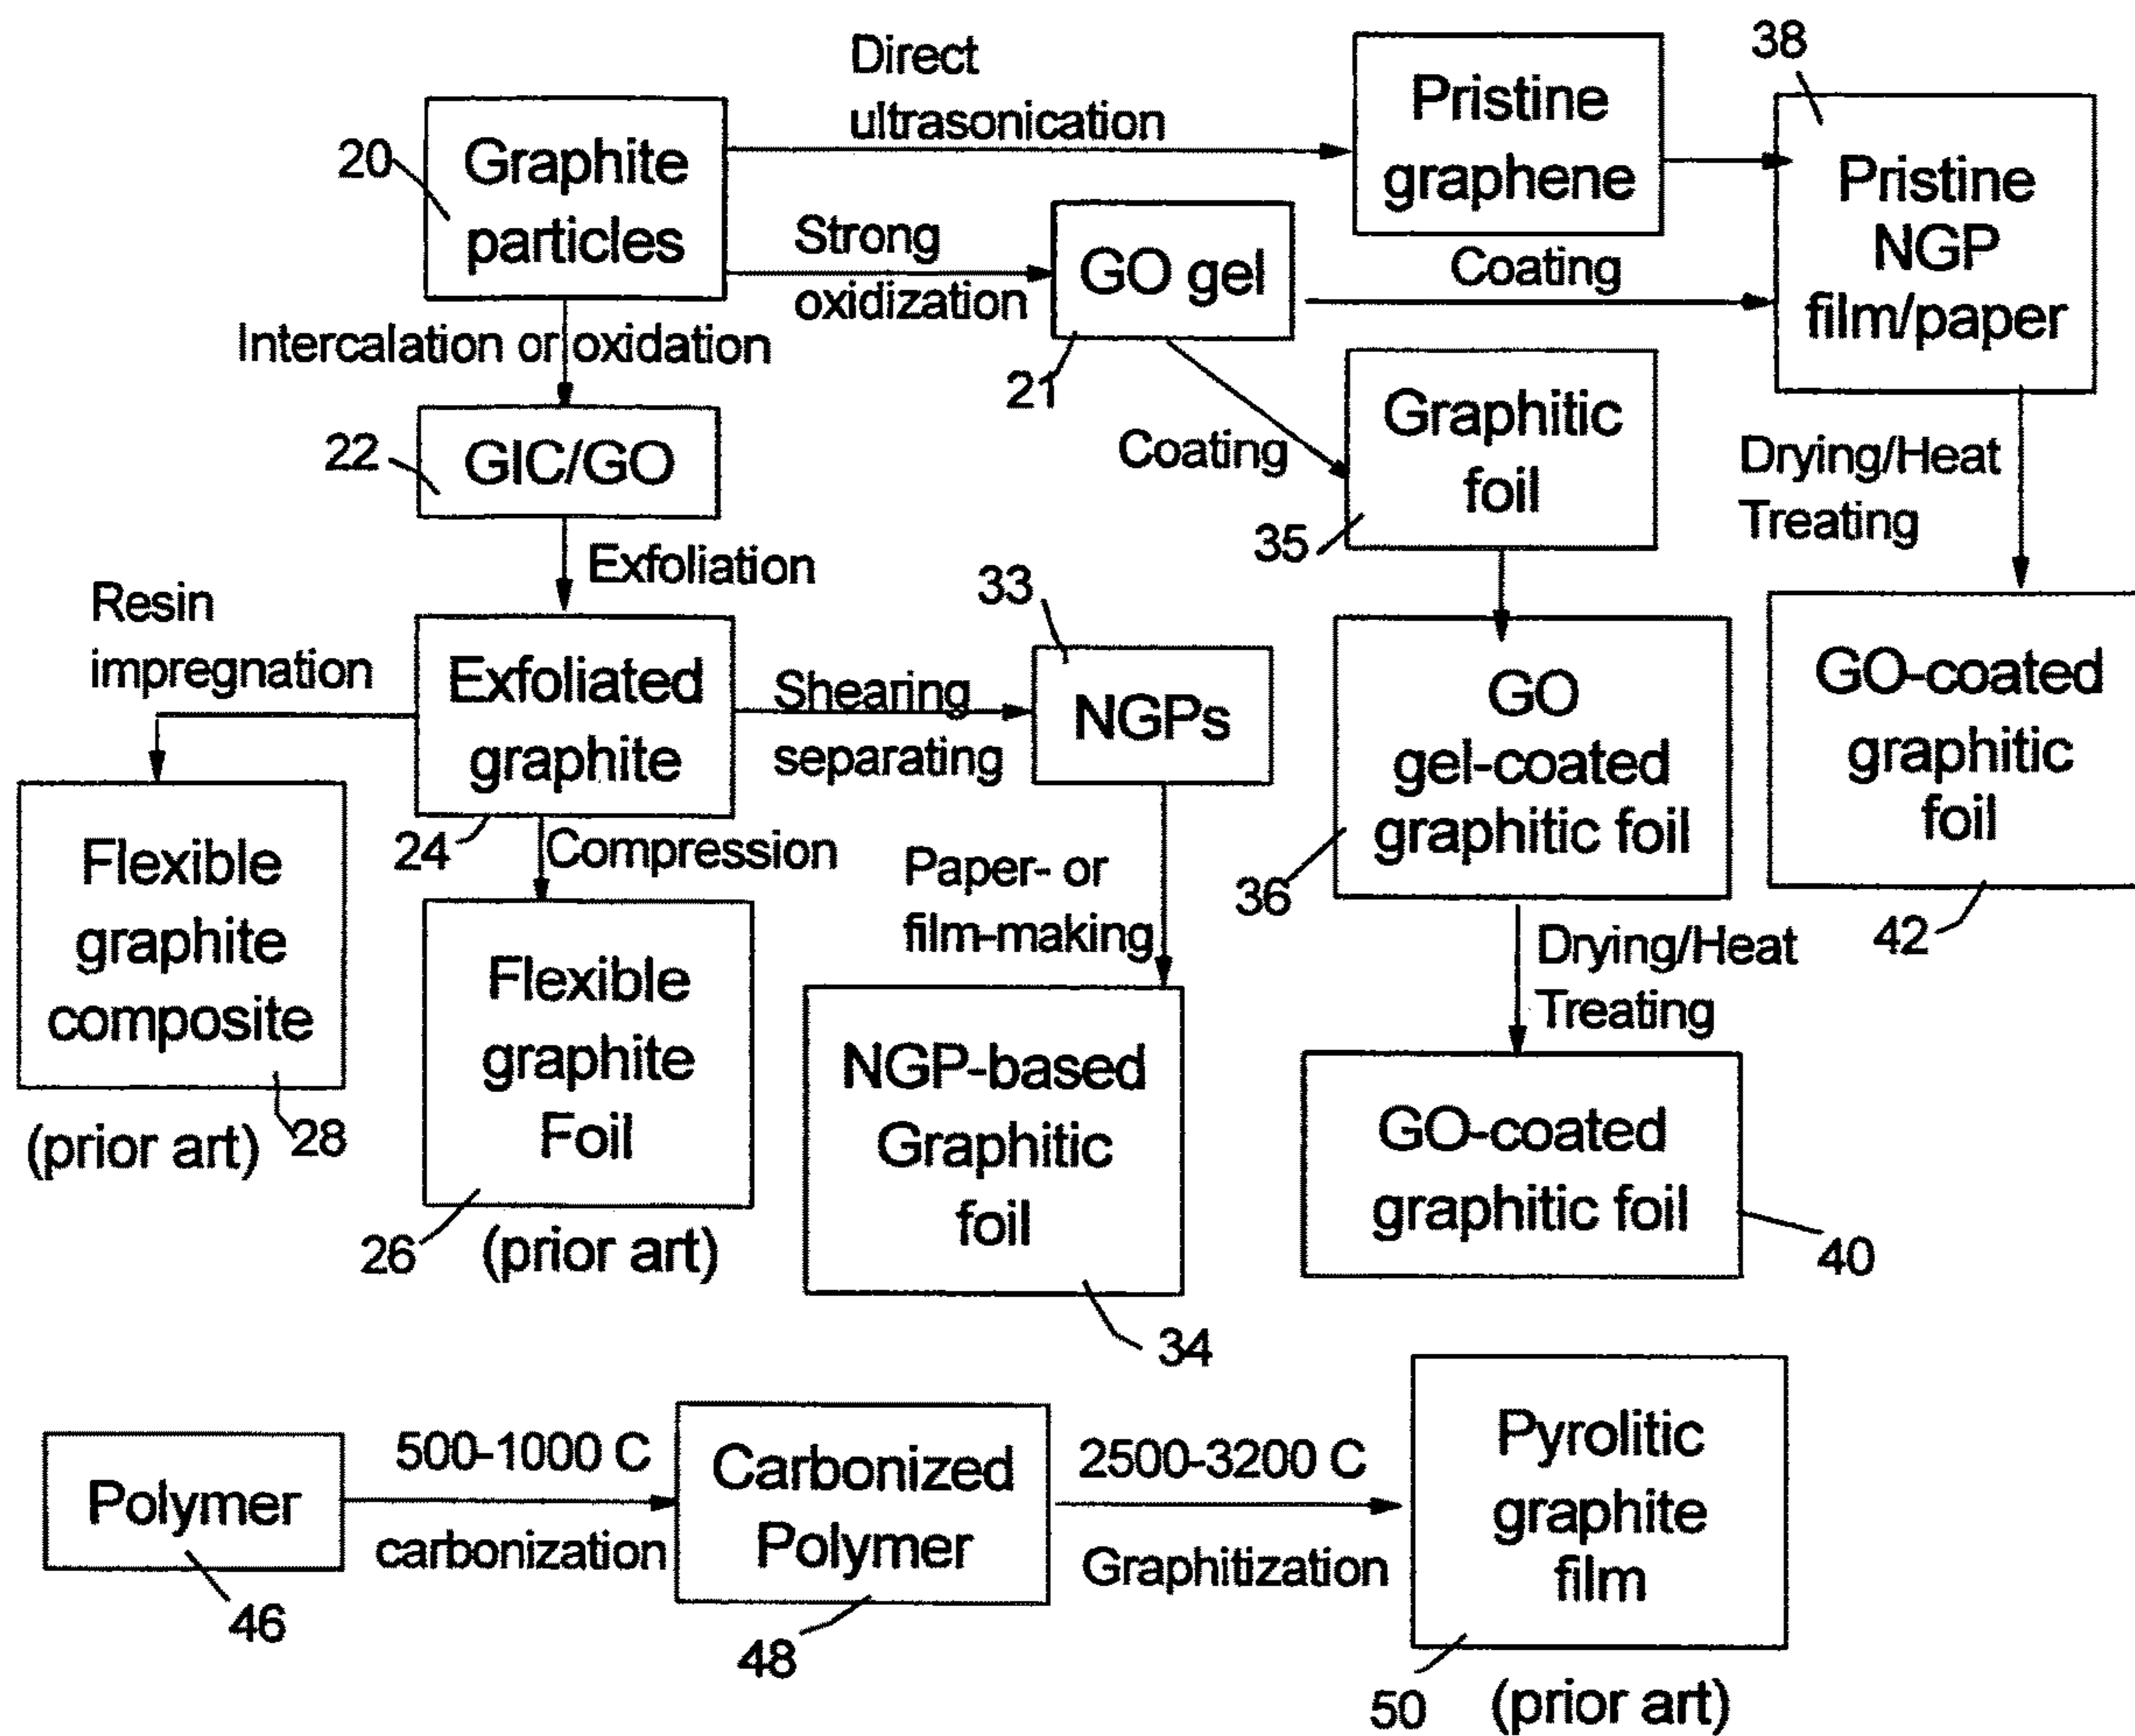 Direct
ultrasonication
Pristine
graphene
38
Graphite
particles
20
Pristine
NGP
film/paper
Strong
oxidization
GO gel
21
Coating
Intercalation or oxidation
Coating
Graphitic
foil
35
Drying/Heat
Treating
22
GIC/GO
Exfoliation
Resin
impregnation
Exfoliated
graphite
24
Shearing
separating
33
NGPs
GO
gel-coated
graphitic foil
36
GO-coated
graphitic
foil
42
Flexible
graphite
composite
28
(prior art)
Compression
Flexible
graphite
Foil
26
(prior art)
Paper- or
film-making
NGP-based
Graphitic
foil
34
Drying/Heat
Treating
GO-coated
graphitic foil
40
Polymer
46
500-1000 C
carbonization
Carbonized
Polymer
48
2500-3200 C
Graphitization
Pyrolitic
graphite
film
50
(prior art)